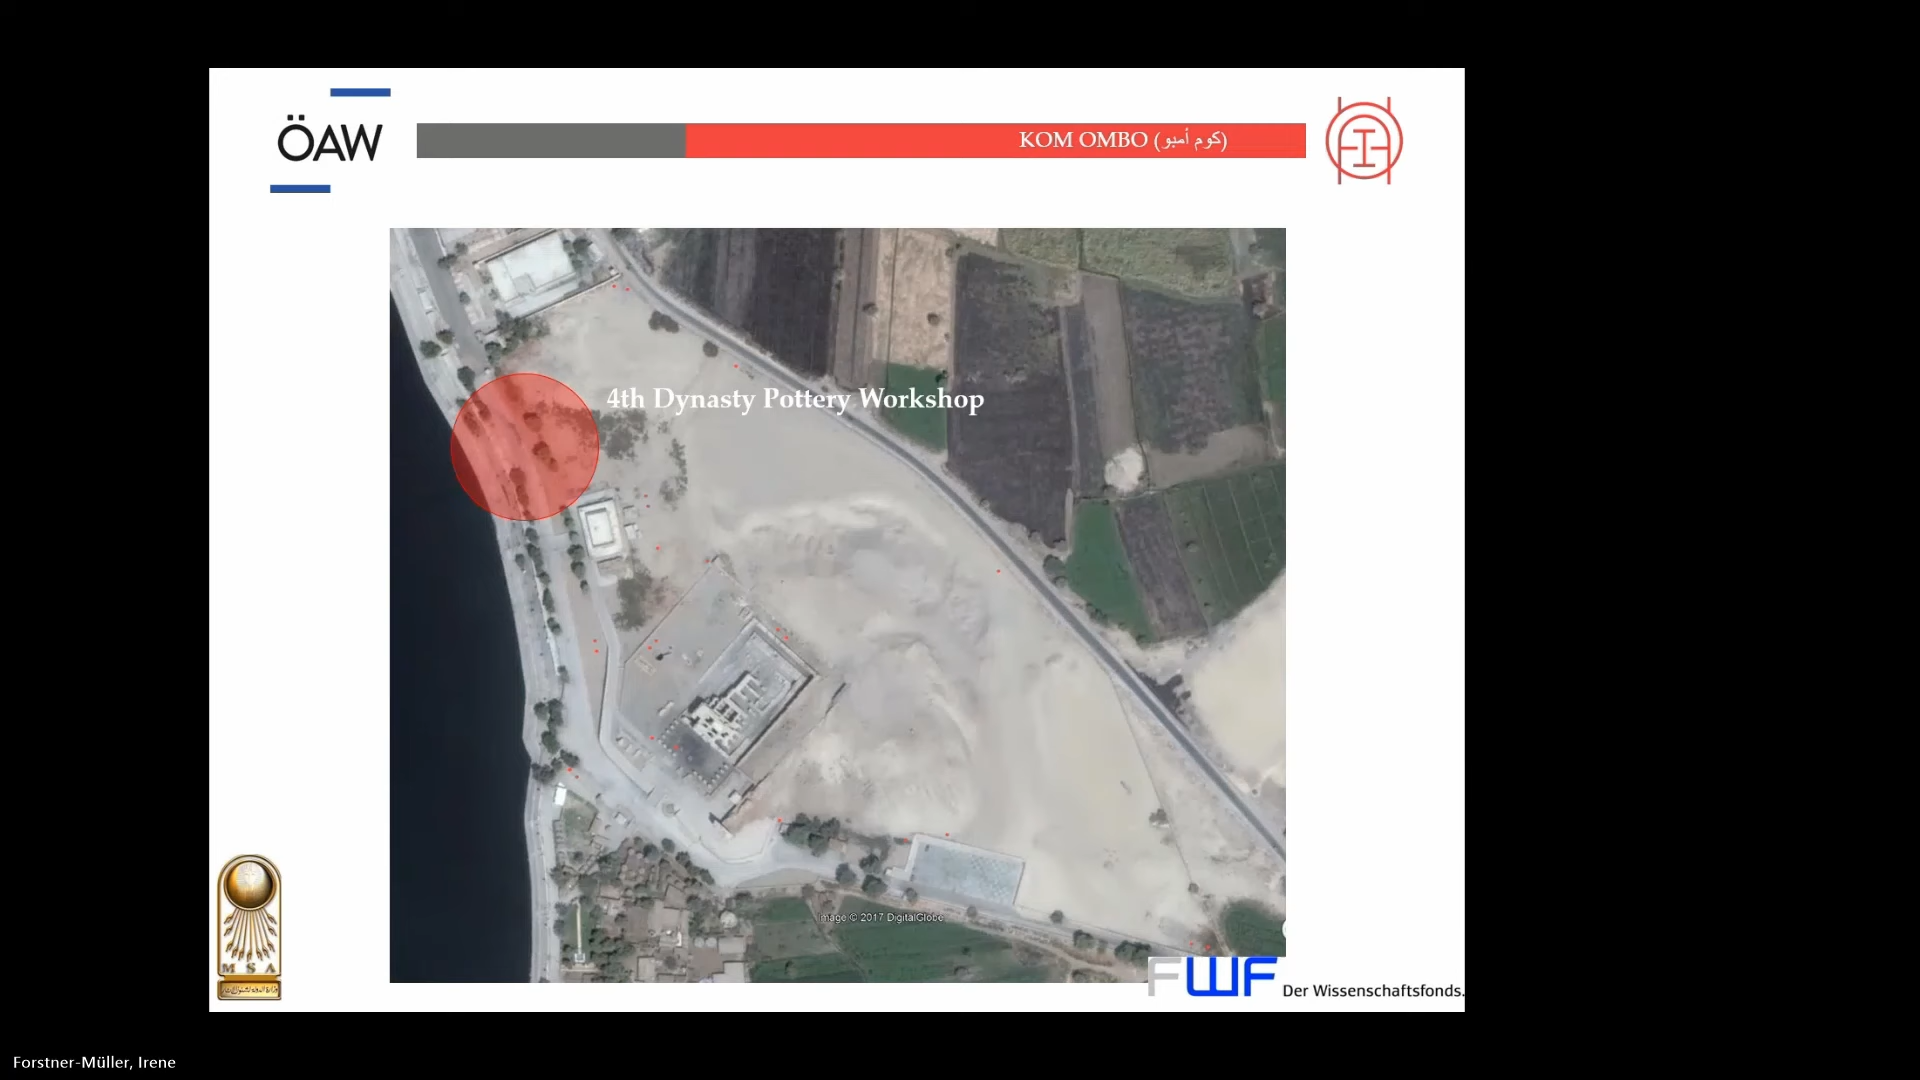 ÖAW
KOM OMBO (كوم أمبو)
4th Dynasty Pottery Workshop
Image © 2017 DigitalGlobe
M S A
FWF Der Wissenschaftsfonds.
Forstner-Müller, Irene